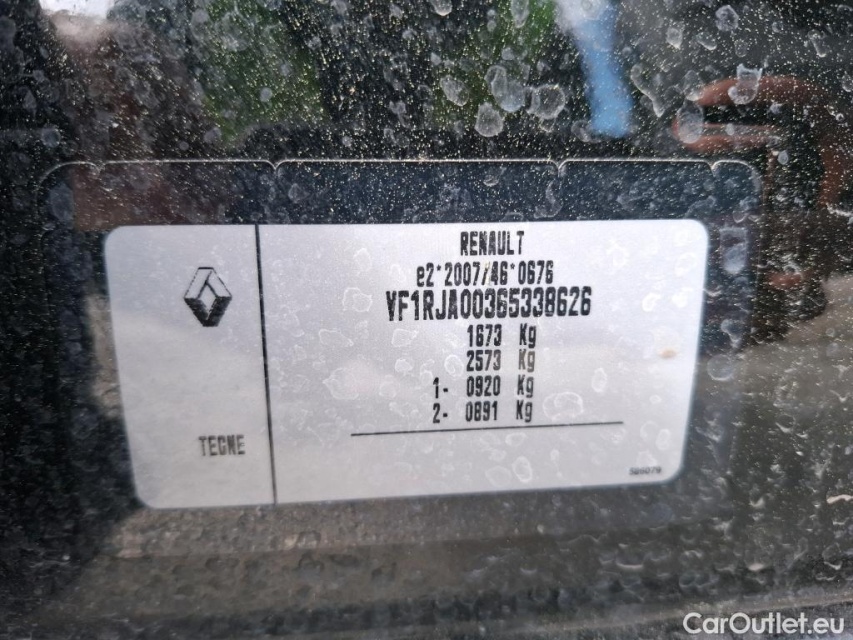 RENAULT
e2*2007/46*0676
VF1RJA00365338626
1673 Kg
2573 Kg
1- 0920 Kg
2- 0891 Kg
TECNE
CarOutlet.eu